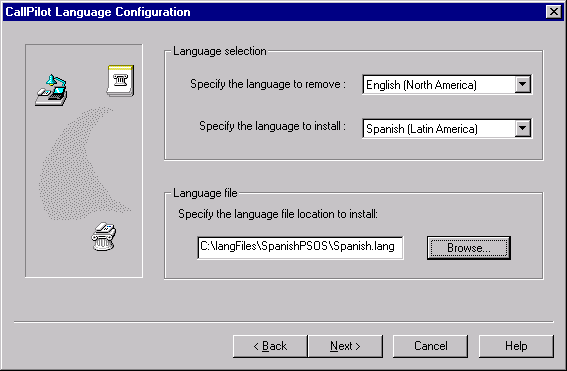 CallPilot Language Configuration
Language selection
Specify the language to remove :
English (North America)
Specify the language to install :
Spanish (Latin America)
Language file
Specify the language file location to install:
C:\langFiles\SpanishPSOS\Spanish.lang
Browse...
< Back
Next >
Cancel
Help